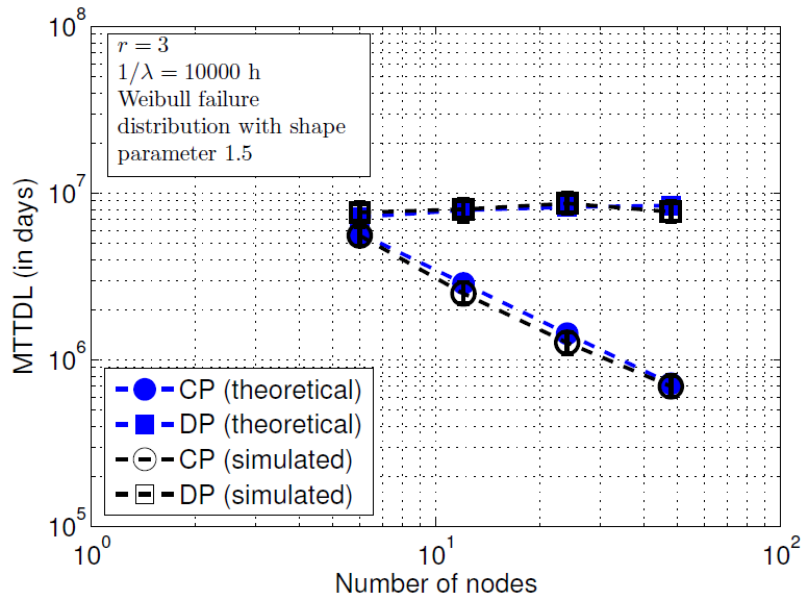 10^8
r = 3
1/λ = 10000 h
Weibull failure
distribution with shape
parameter 1.5
10^7
MTTDL (in days)
10^6
CP (theoretical)
DP (theoretical)
CP (simulated)
DP (simulated)
10^5
10^0
10^1
10^2
Number of nodes